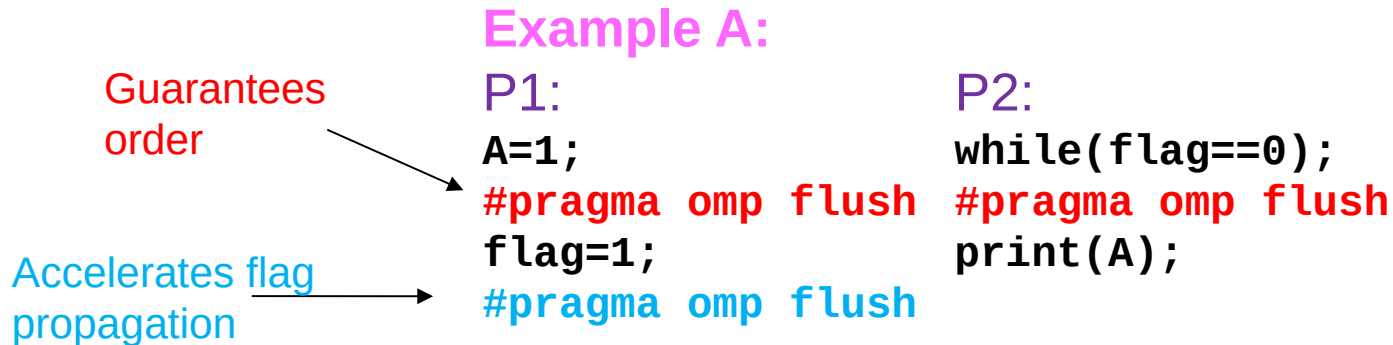 Example A:
Guarantees
order
P1:
A=1;
#pragma omp flush
flag=1;
#pragma omp flush
Accelerates flag
propagation
P2:
while(flag==0);
#pragma omp flush
print(A);